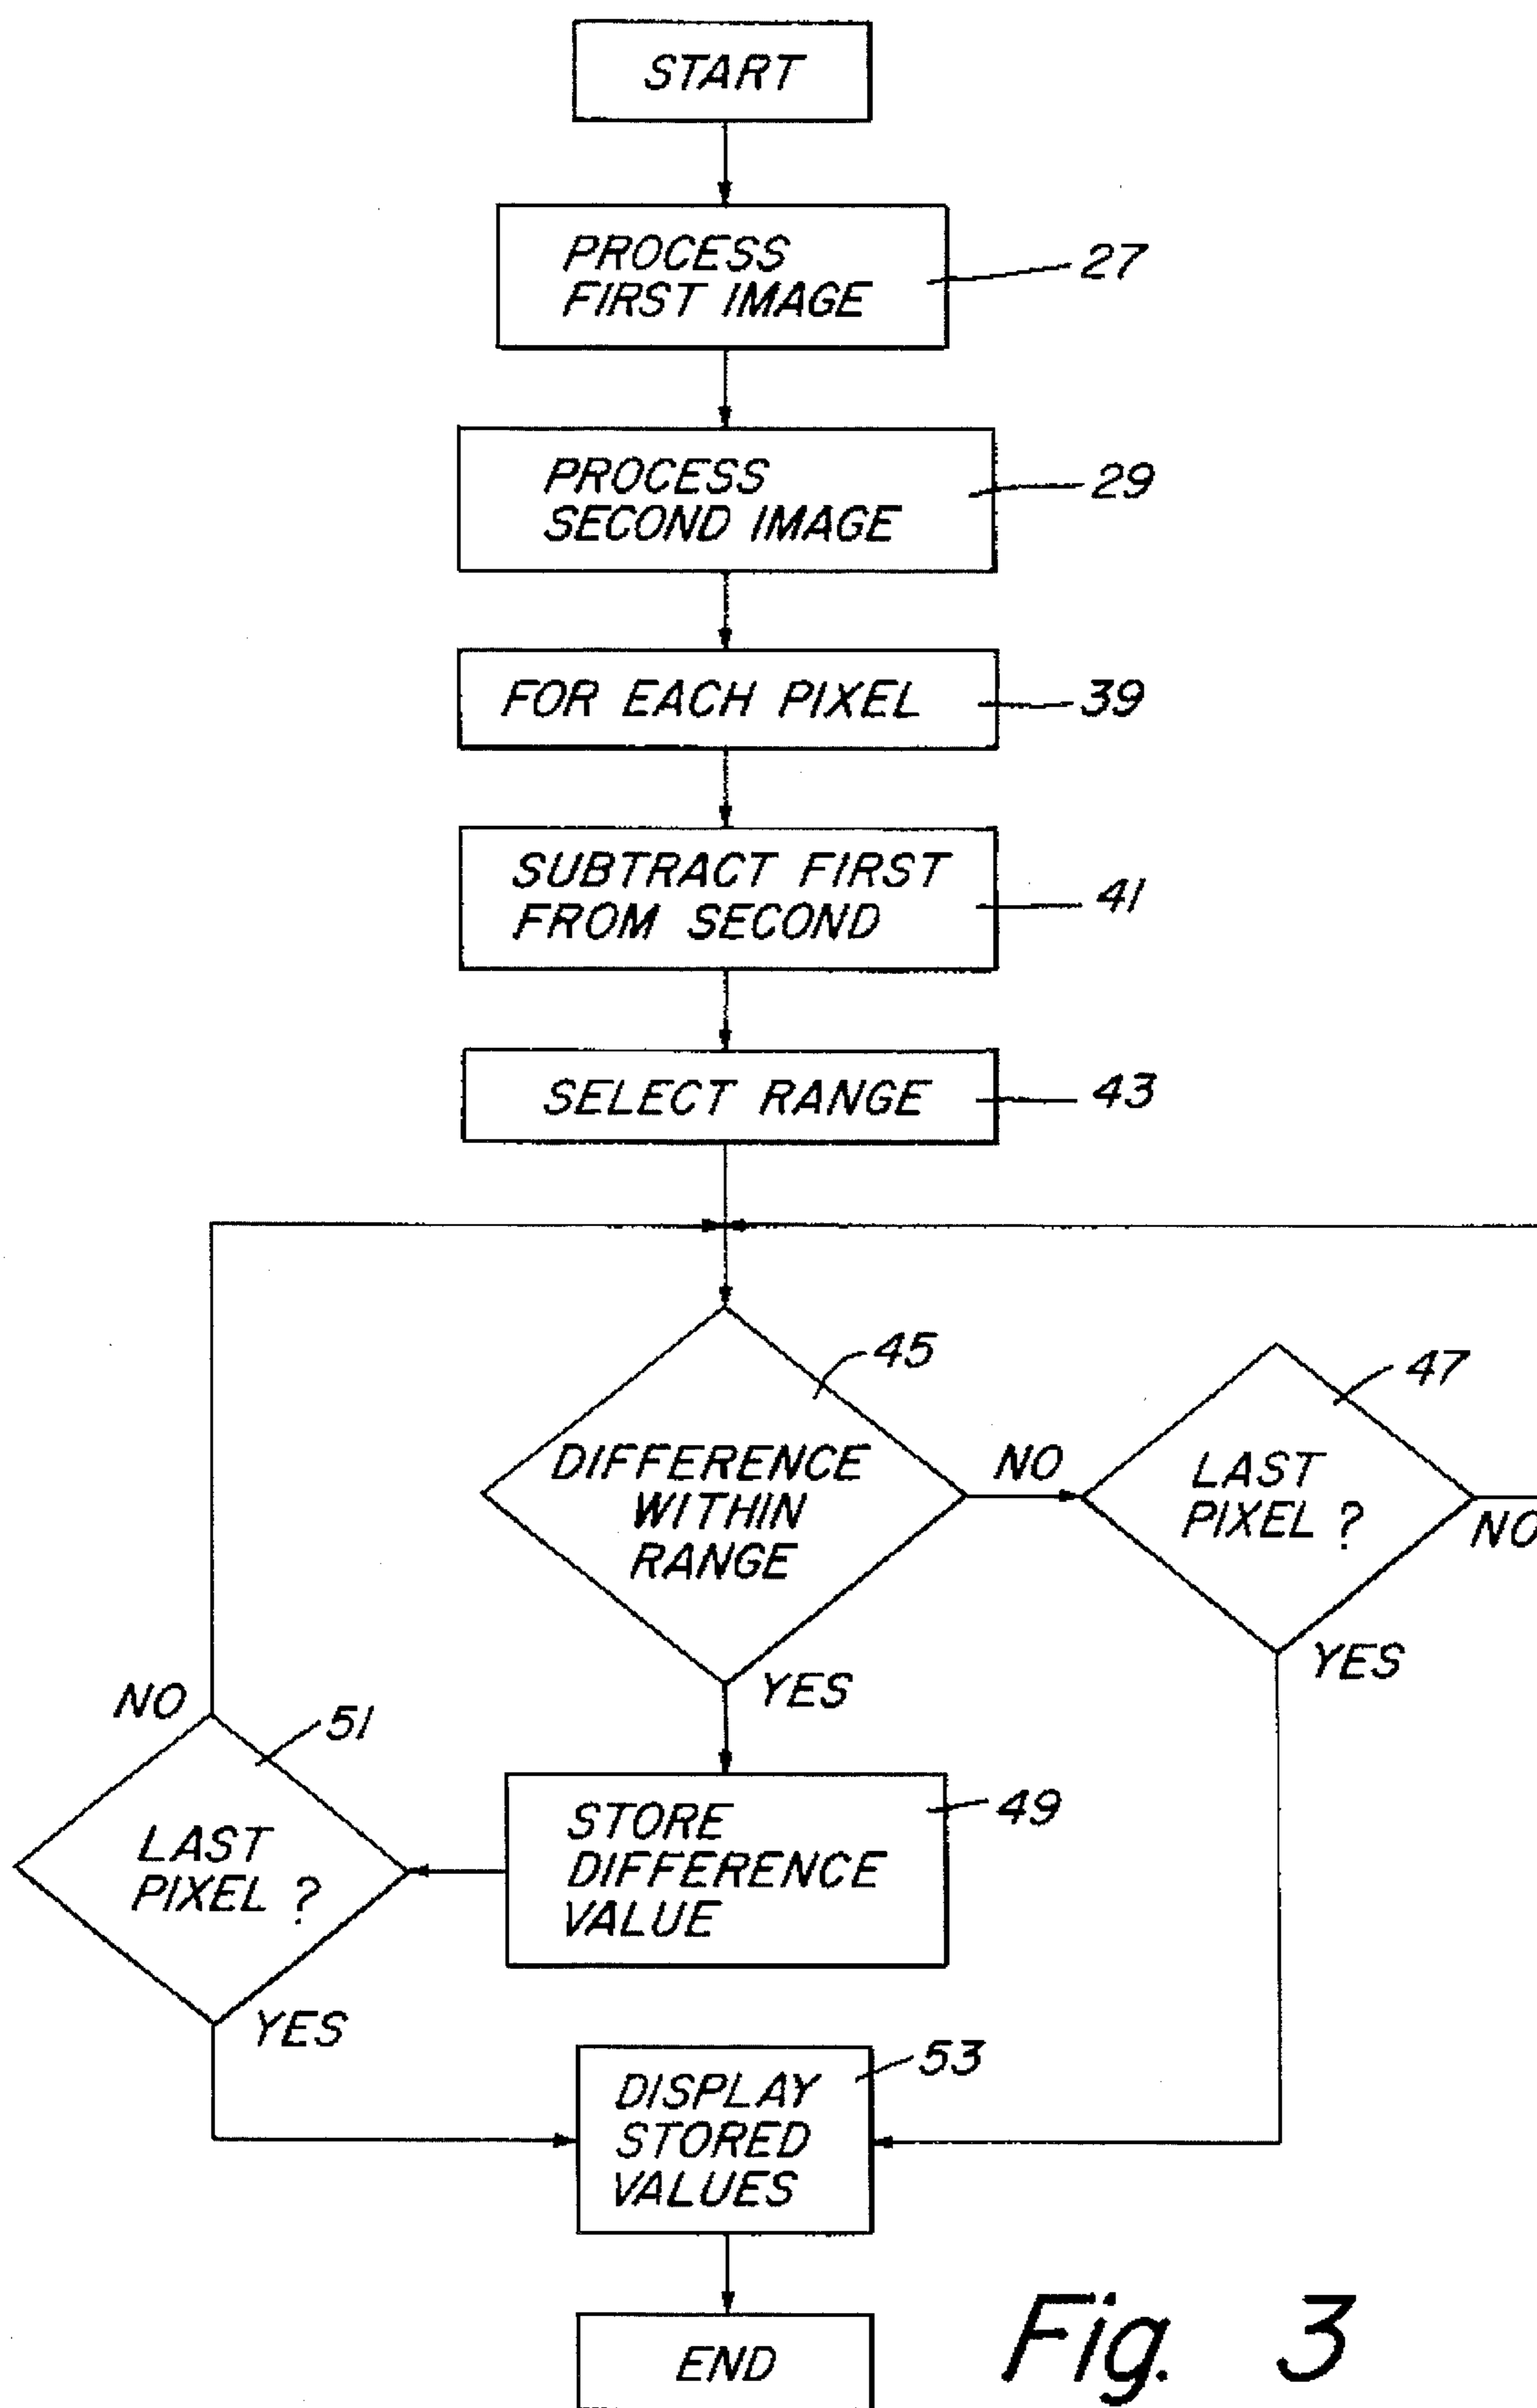 START
PROCESS
FIRST IMAGE
27
PROCESS
SECOND IMAGE
29
FOR EACH PIXEL
39
SUBTRACT FIRST
FROM SECOND
41
SELECT RANGE
43
45
DIFFERENCE
WITHIN
RANGE
NO
YES
47
LAST
PIXEL ?
NO
YES
49
STORE
DIFFERENCE
VALUE
NO
51
LAST
PIXEL ?
YES
53
DISPLAY
STORED
VALUES
END
Fig. 3